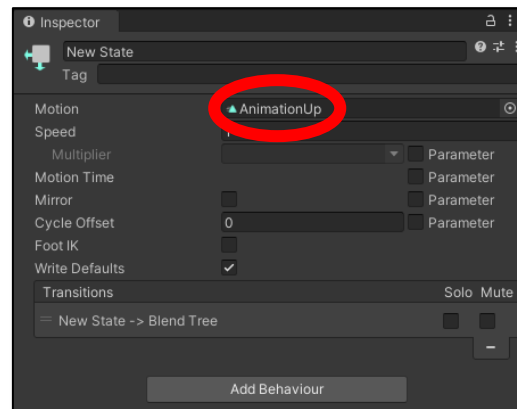 Inspector
New State
Tag
Motion AnimationUp
Speed
Multiplier Parameter
Motion Time Parameter
Mirror Parameter
Cycle Offset 0 Parameter
Foot IK
Write Defaults
Transitions Solo Mute
New State -> Blend Tree
Add Behaviour